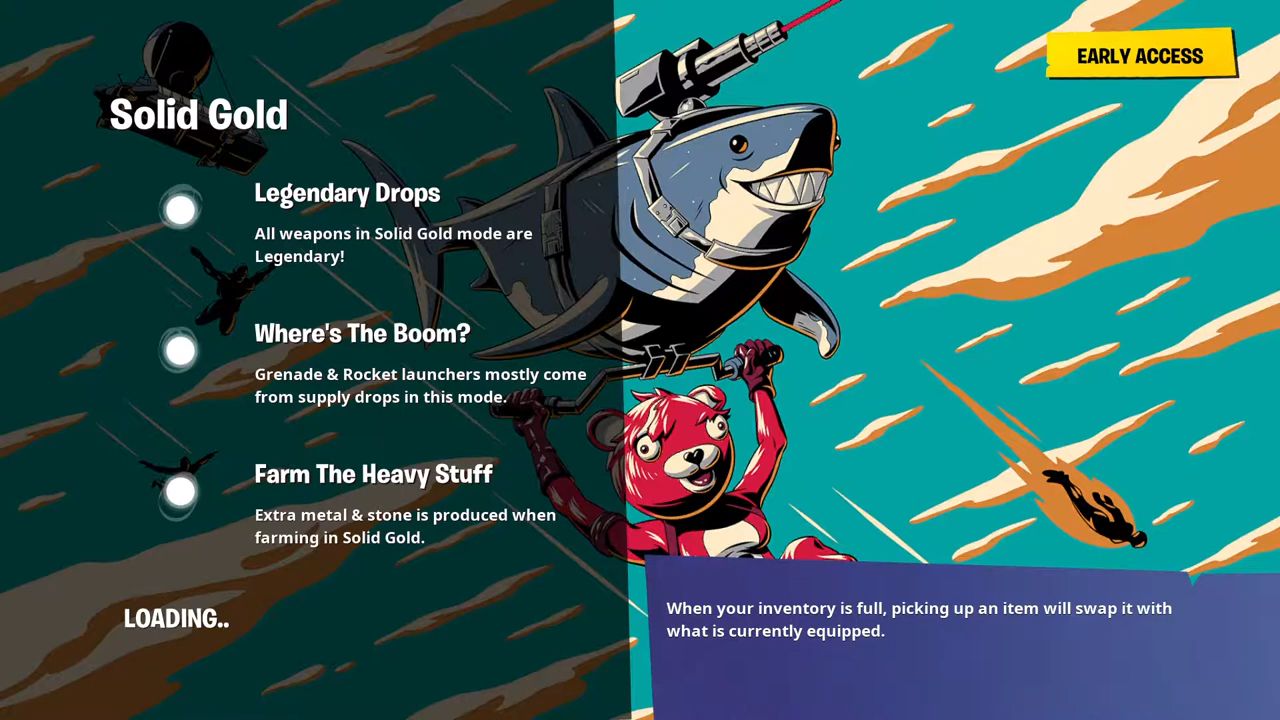 EARLY ACCESS
Solid Gold
Legendary Drops
All weapons in Solid Gold mode are
Legendary!
Where's The Boom?
Grenade & Rocket launchers mostly come
from supply drops in this mode.
Farm The Heavy Stuff
Extra metal & stone is produced when
farming in Solid Gold.
LOADING..
When your inventory is full, picking up an item will swap it with
what is currently equipped.